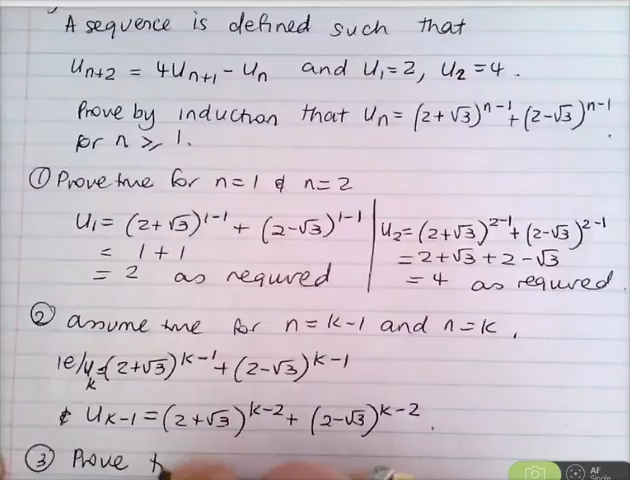 A sequence is defined such that
Uₙ₊₂ = 4Uₙ₊₁ - Uₙ and U₁=2, U₂=4.
Prove by induction that Uₙ = (2+√3)ⁿ⁻¹+(2-√3)ⁿ⁻¹
for n ≥ 1.
① Prove true for n=1 & n=2
U₁ = (2+√3)¹⁻¹ + (2-√3)¹⁻¹
= 1 + 1
= 2 as required
U₂=(2+√3)²⁻¹+(2-√3)²⁻¹
= 2+√3 + 2-√3
= 4 as required.
② assume true for n=k-1 and n=k,
ie/ Uₖ=(2+√3)ᵏ⁻¹+(2-√3)ᵏ⁻¹
& Uₖ₋₁=(2+√3)ᵏ⁻²+(2-√3)ᵏ⁻².
③ Prove t
AF
Single